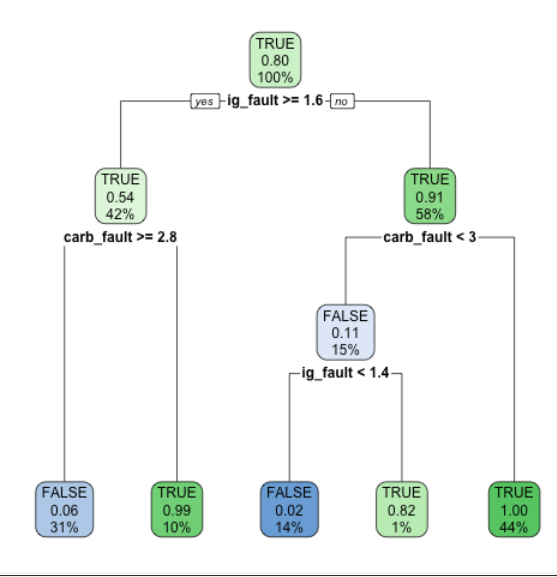 TRUE
0.80
100%
yes ig_fault >= 1.6 no
TRUE
0.54
42%
carb_fault >= 2.8
TRUE
0.91
58%
carb_fault < 3
FALSE
0.11
15%
ig_fault < 1.4
FALSE
0.06
31%
TRUE
0.99
10%
FALSE
0.02
14%
TRUE
0.82
1%
TRUE
1.00
44%